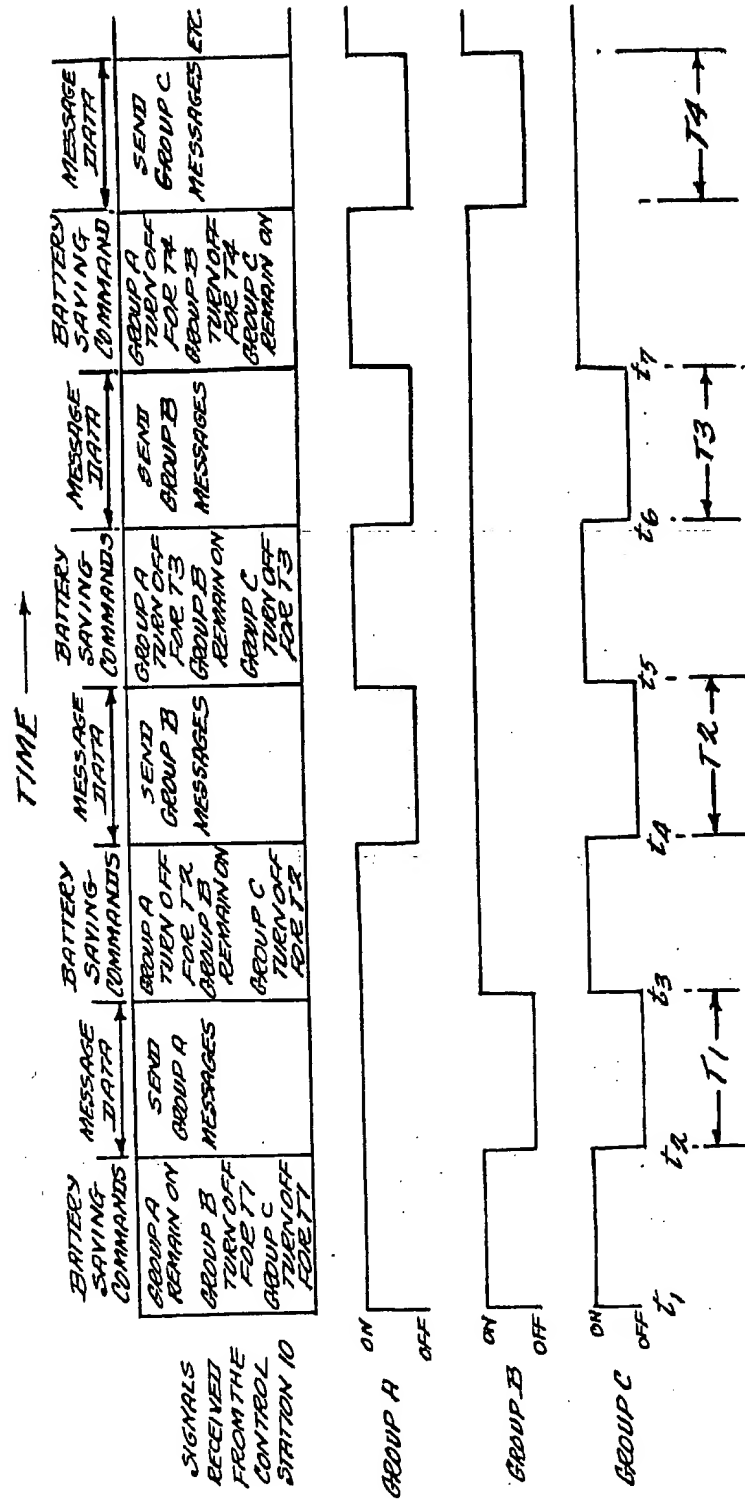 TIME
BATTERY
SAVING
COMMANDS
MESSAGE
DATA
BATTERY
SAVING
COMMANDS
MESSAGE
DATA
BATTERY
SAVING
COMMANDS
MESSAGE
DATA
BATTERY
SAVING
COMMAND
MESSAGE
DATA
SIGNALS
RECEIVED
FROM THE
CONTROL
STATION 10
GROUP A
REMAIN ON
GROUP B
TURN OFF
FOR T1
GROUP C
TURN OFF
FOR T1
SEND
GROUP A
MESSAGES
GROUP A
TURN OFF
FOR T2
GROUP B
REMAIN ON
GROUP C
TURN OFF
FOR T2
SEND
GROUP B
MESSAGES
GROUP A
TURN OFF
FOR T3
GROUP B
REMAIN ON
GROUP C
TURN OFF
FOR T3
SEND
GROUP B
MESSAGES
GROUP A
TURN OFF
FOR T4
GROUP B
TURN OFF
FOR T4
GROUP C
REMAIN ON
SEND
GROUP C
MESSAGES
ETC.
GROUP A
ON
OFF
GROUP B
ON
OFF
GROUP C
ON
OFF
t1 t2 t3 t4 t5 t6 t7
T1 T2 T3 T4